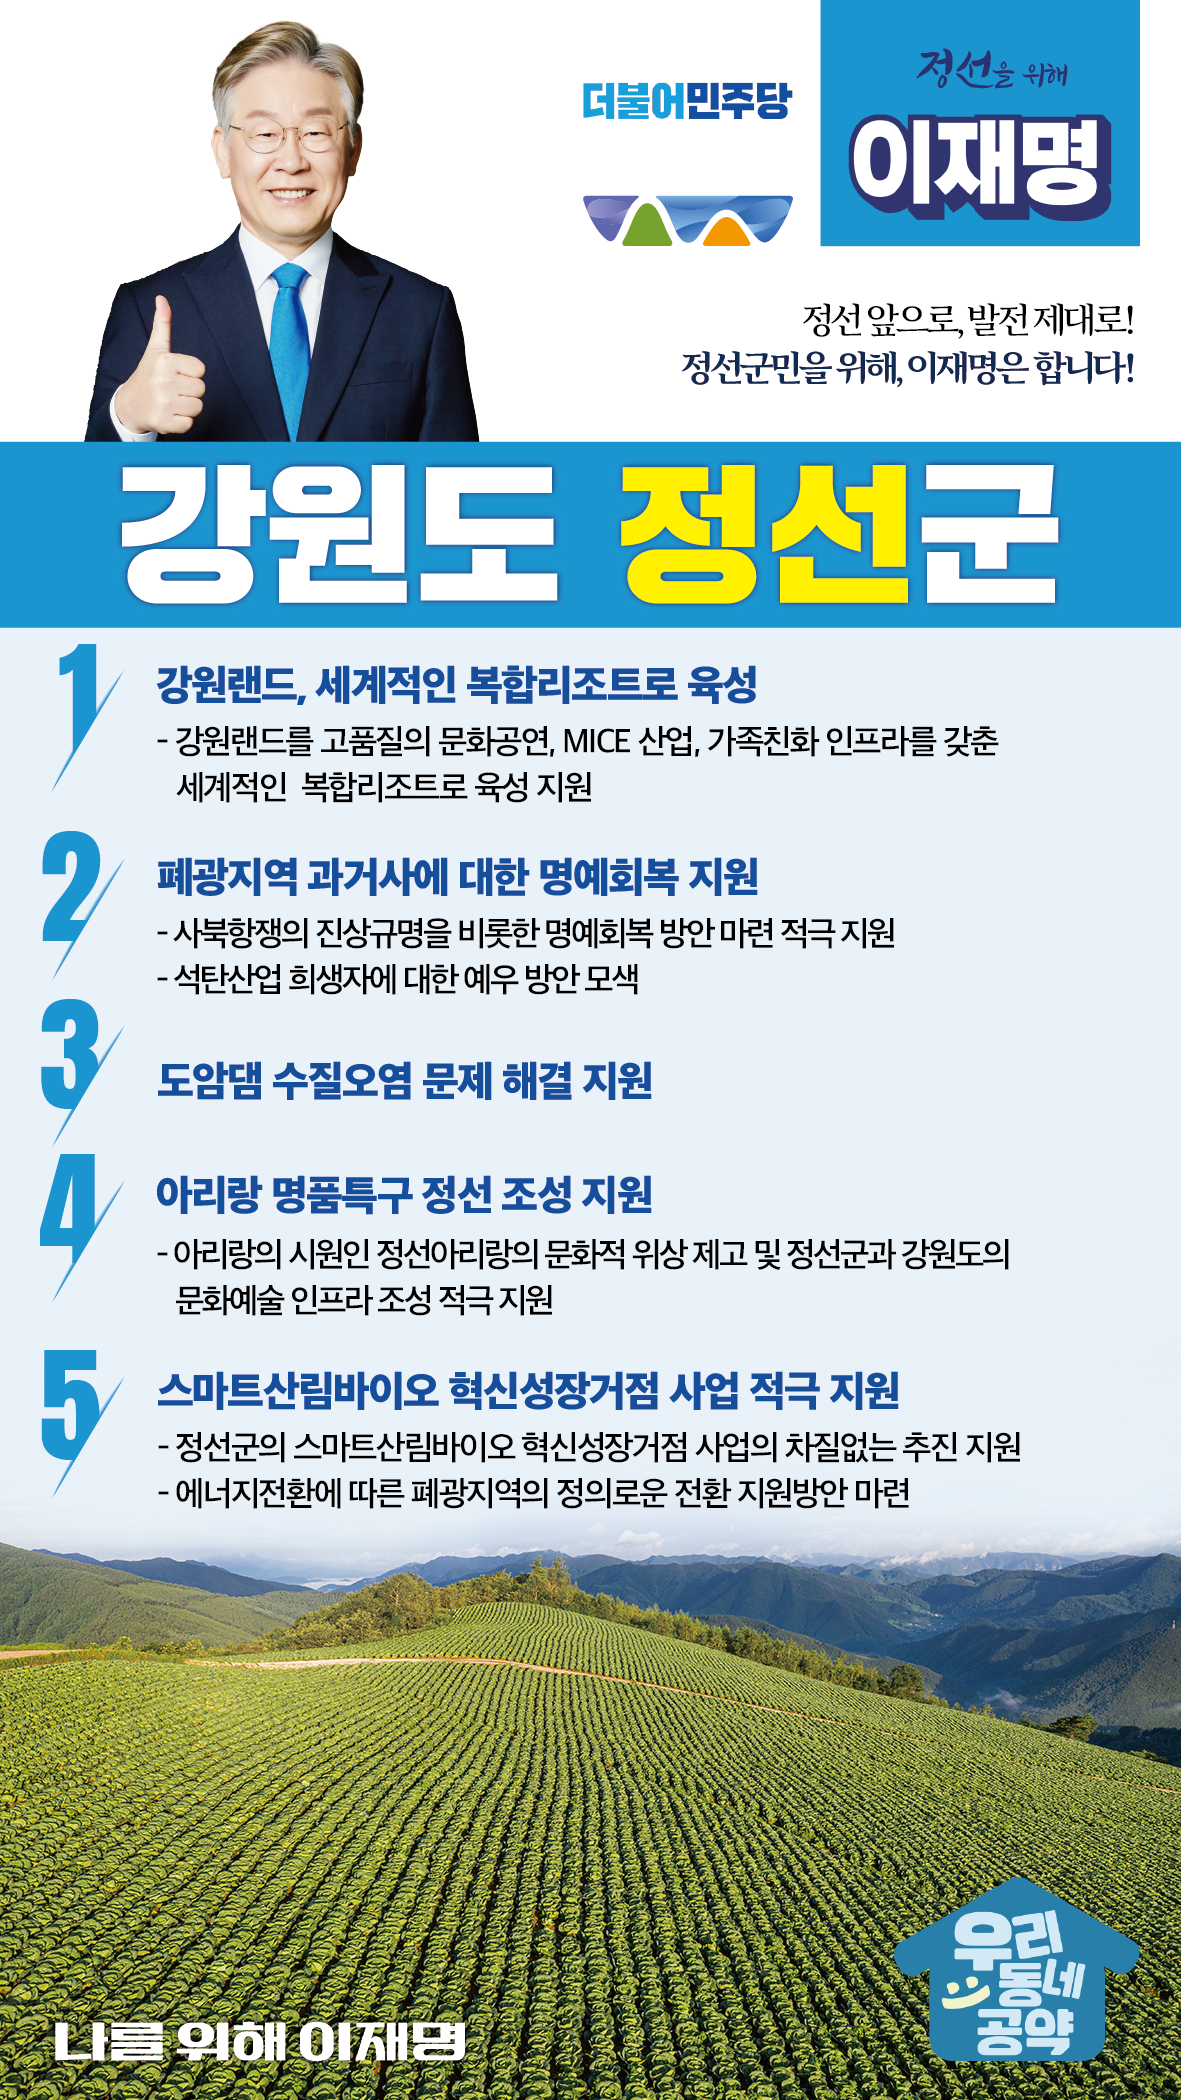 더불어민주당
정선을 위해
이재명
정선 앞으로, 발전 제대로!
정선군민을 위해, 이재명은 합니다!
강원도 정선군
1
강원랜드, 세계적인 복합리조트로 육성
- 강원랜드를 고품질의 문화공연, MICE 산업, 가족친화 인프라를 갖춘
세계적인 복합리조트로 육성 지원
2
폐광지역 과거사에 대한 명예회복 지원
- 사북항쟁의 진상규명을 비롯한 명예회복 방안 마련 적극 지원
- 석탄산업 희생자에 대한 예우 방안 모색
3
도암댐 수질오염 문제 해결 지원
4
아리랑 명품특구 정선 조성 지원
- 아리랑의 시원인 정선아리랑의 문화적 위상 제고 및 정선군과 강원도의
문화예술 인프라 조성 적극 지원
5
스마트산림바이오 혁신성장거점 사업 적극 지원
- 정선군의 스마트산림바이오 혁신성장거점 사업의 차질없는 추진 지원
- 에너지전환에 따른 폐광지역의 정의로운 전환 지원방안 마련
우리
동네
공약
나를 위해 이재명